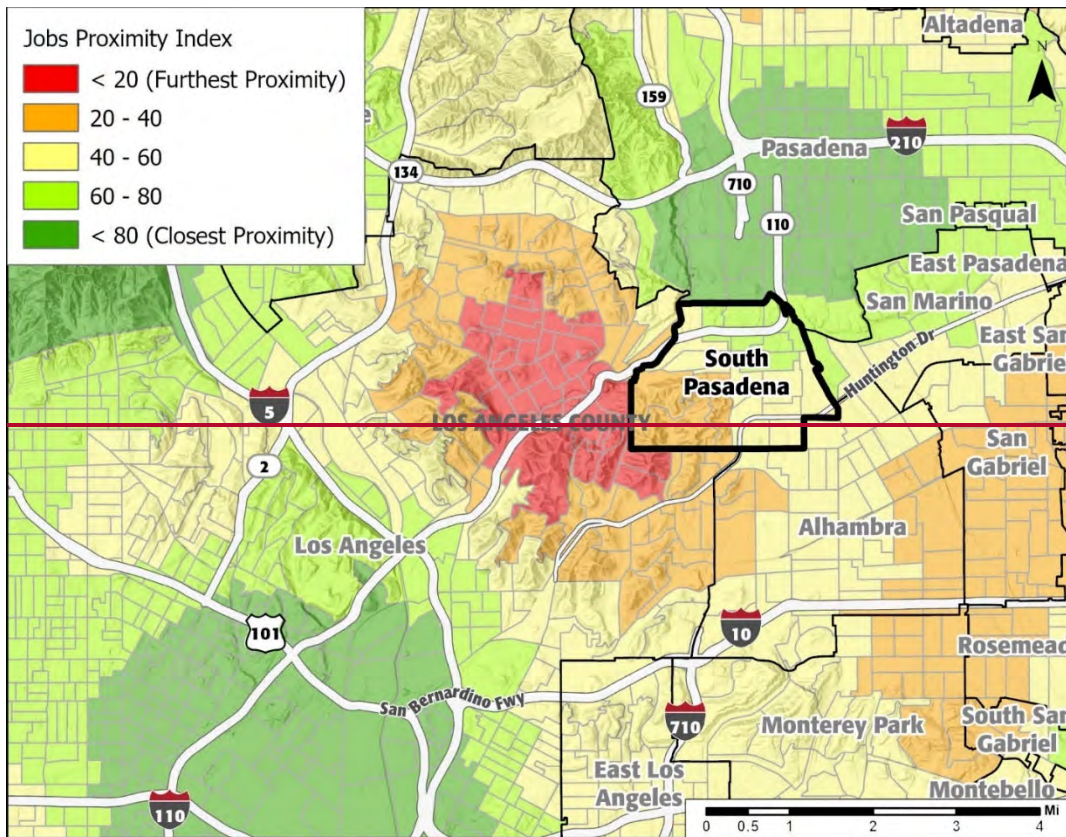 Jobs Proximity Index
< 20 (Furthest Proximity)
20 - 40
40 - 60
60 - 80
< 80 (Closest Proximity)
Altadena
N
159
210
Pasadena
134
710
110
San Pasqual
East Pasadena
San Marino
East San
Gabriel
Huntington Dr
South
Pasadena
5
LOS ANGELES COUNTY
2
San
Gabriel
Los Angeles
Alhambra
101
10
Rosemead
San Bernardino Fwy
710
Monterey Park
South San
Gabriel
East Los
Angeles
Montebello
110
Mi
0 0.5 1 2 3 4